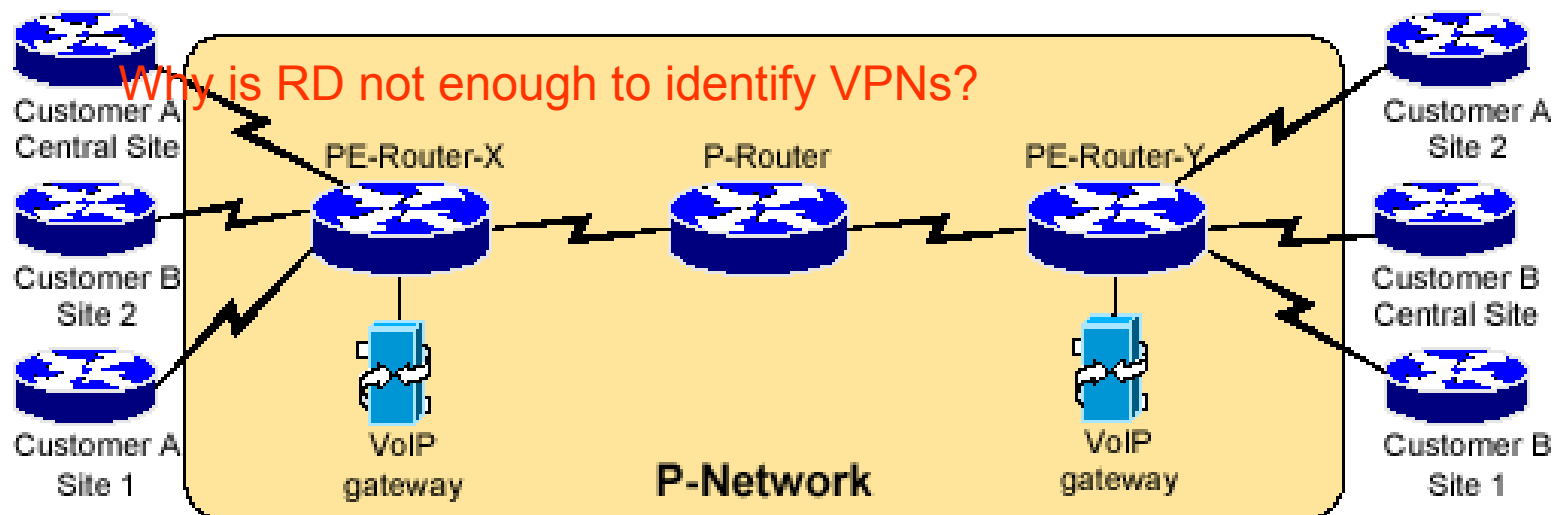 Why is RD not enough to identify VPNs?
Customer A
Central Site
PE-Router-X
P-Router
PE-Router-Y
Customer A
Site 2
Customer B
Site 2
Customer B
Central Site
Customer A
Site 1
VoIP
gateway
P-Network
VoIP
gateway
Customer B
Site 1